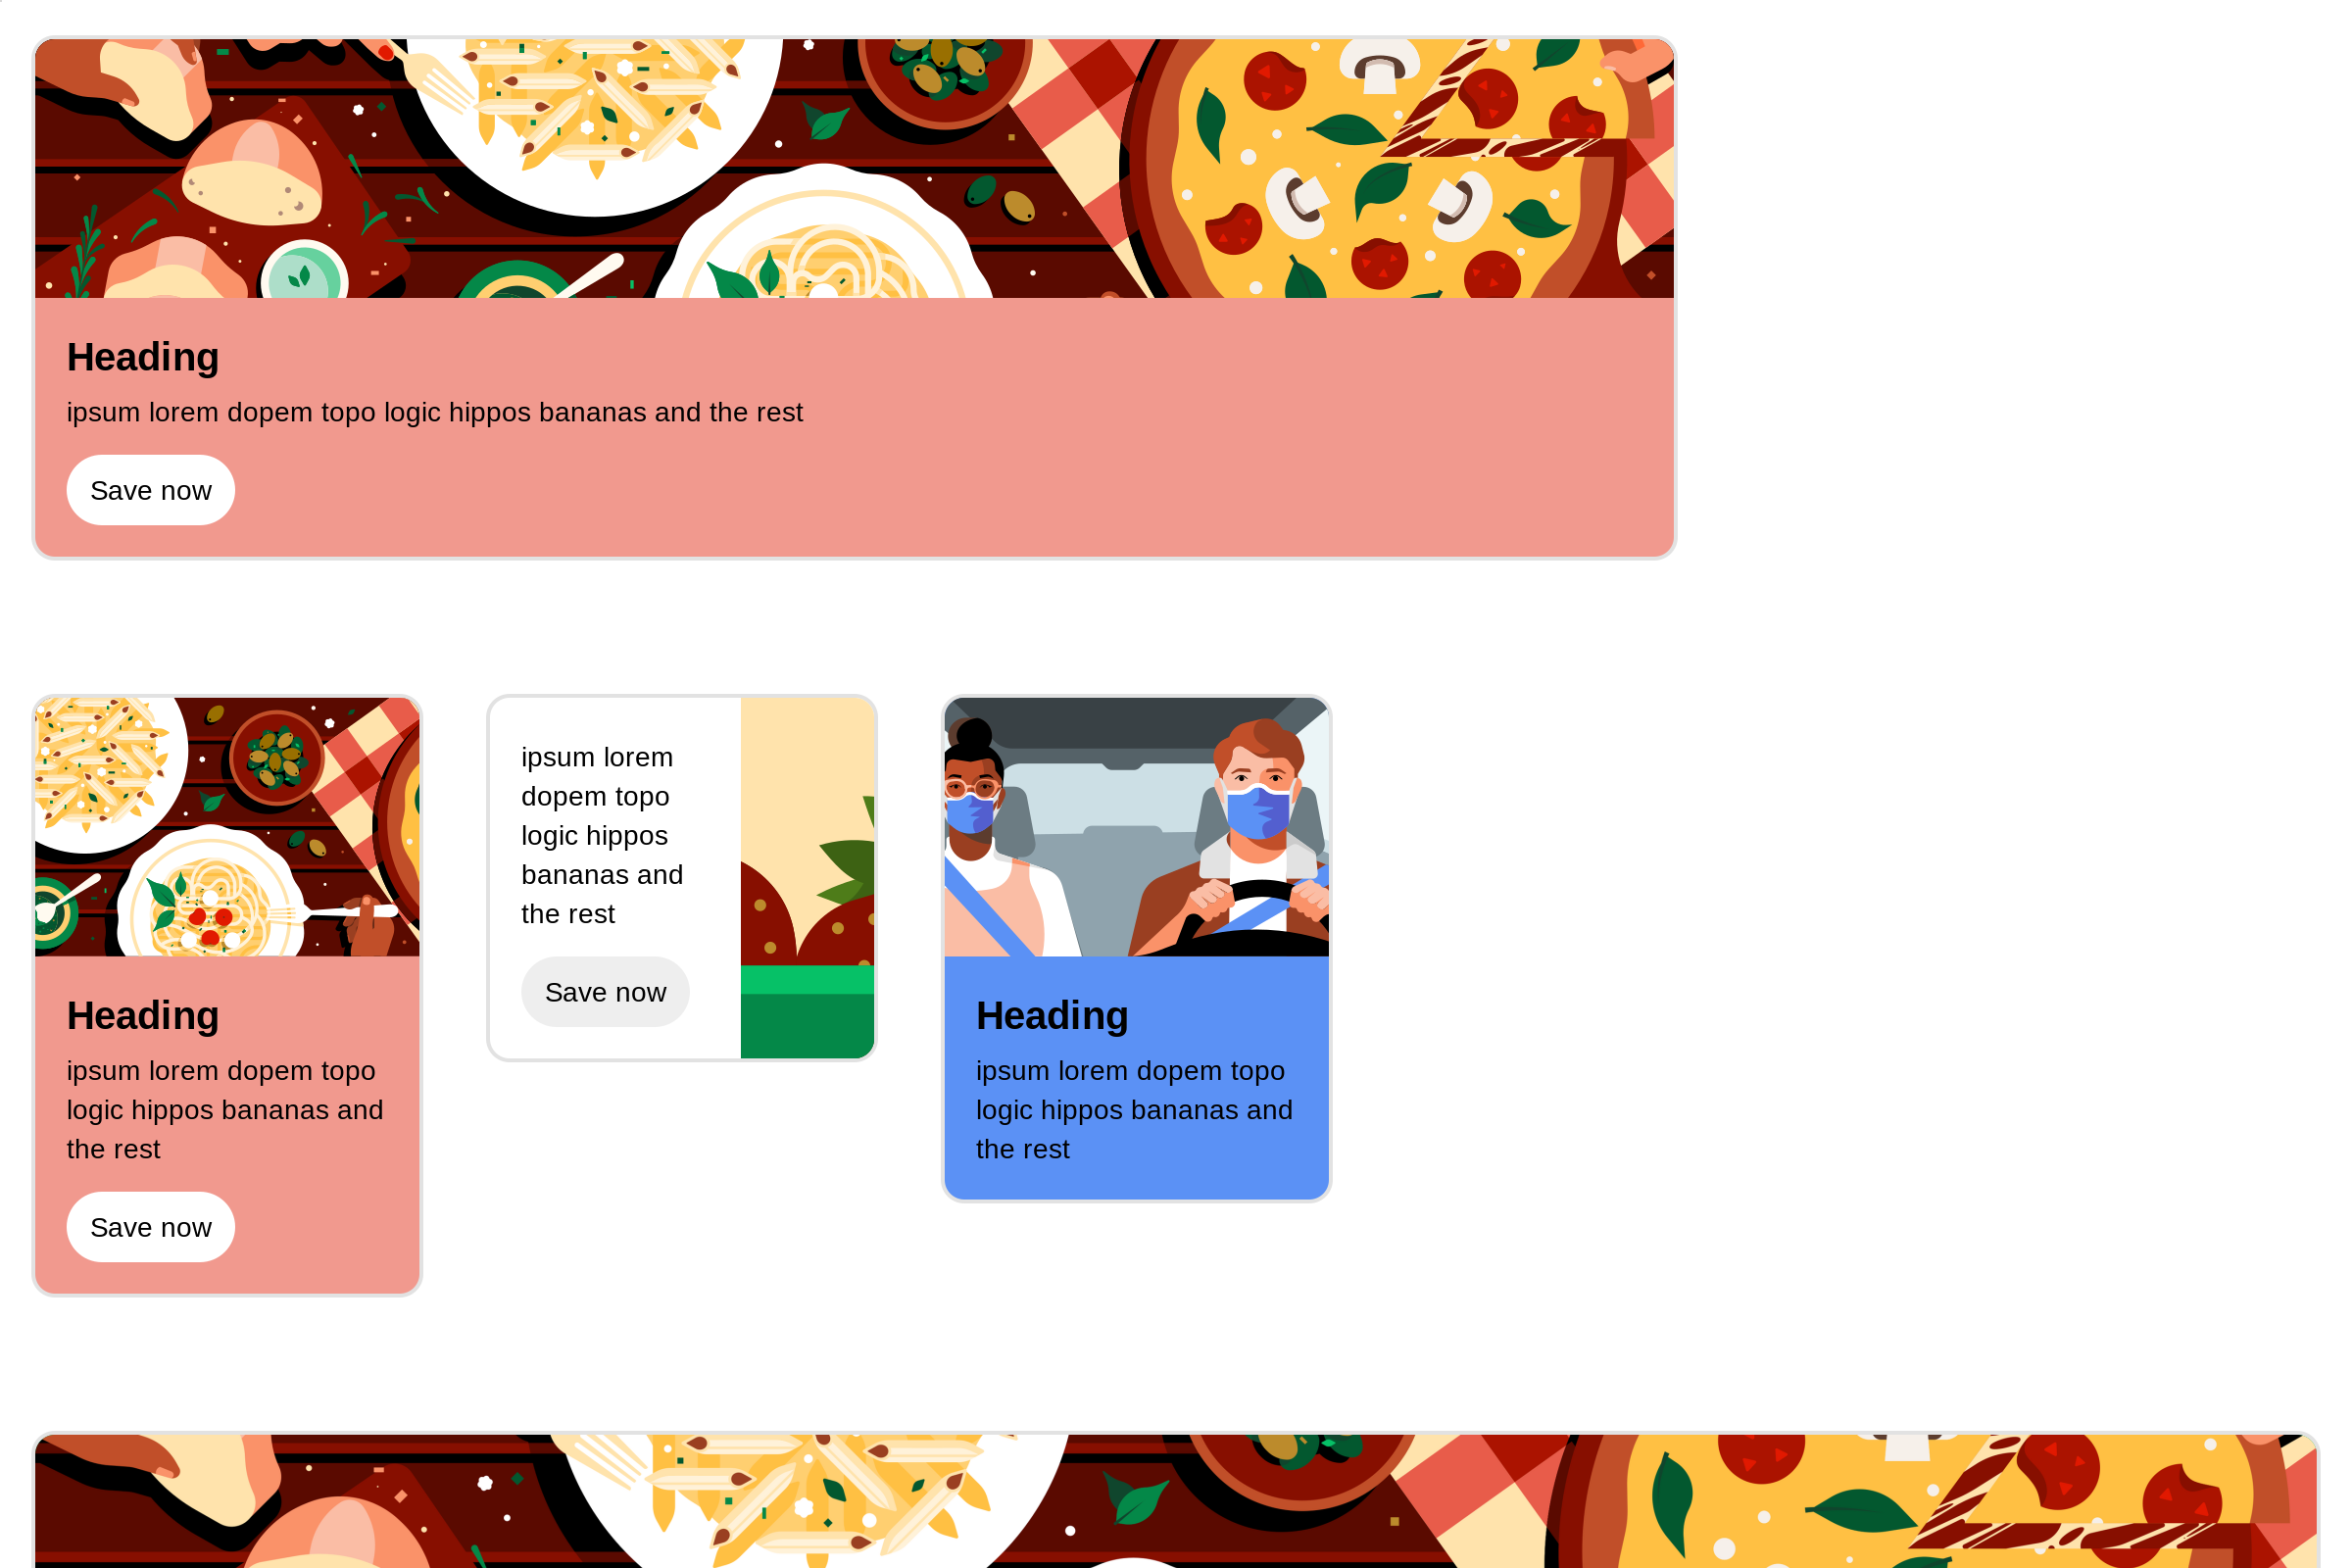 Heading
ipsum lorem dopem topo logic hippos bananas and the rest
Save now
Heading
ipsum lorem dopem topo
logic hippos bananas and
the rest
Save now
ipsum lorem
dopem topo
logic hippos
bananas and
the rest
Save now
Heading
ipsum lorem dopem topo
logic hippos bananas and
the rest